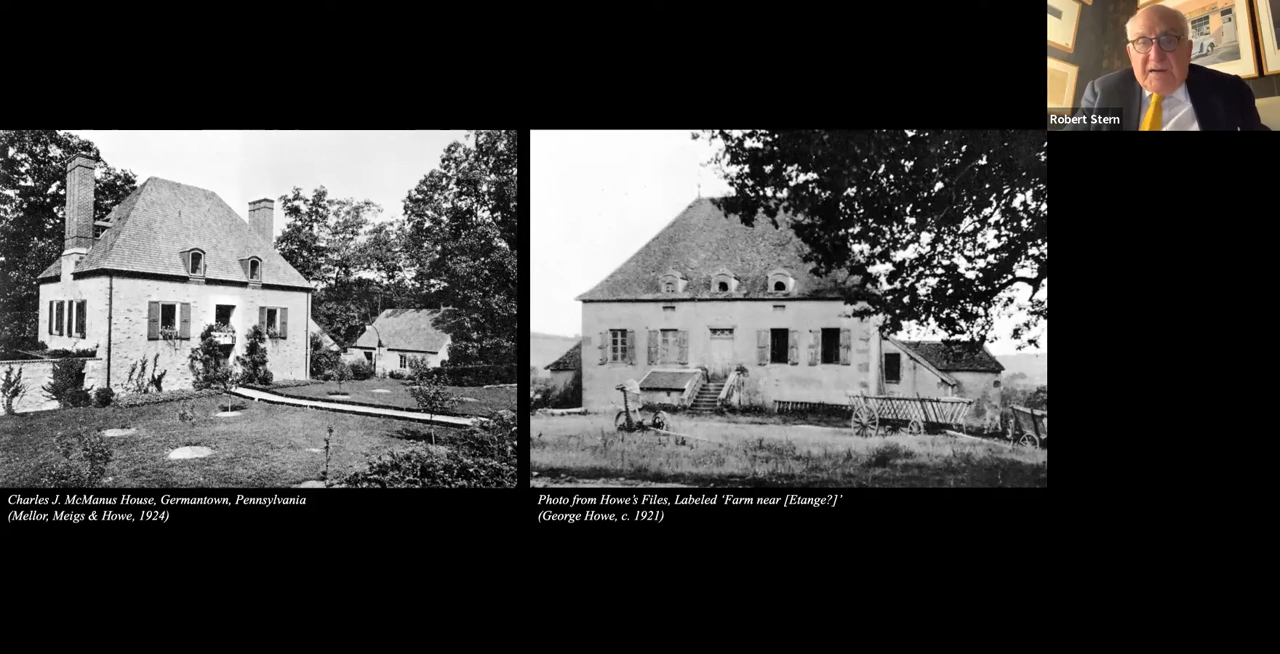 Robert Stern
Charles J. McManus House, Germantown, Pennsylvania
(Mellor, Meigs & Howe, 1924)
Photo from Howe's Files, Labeled ‘Farm near [Etange?]’
(George Howe, c. 1921)